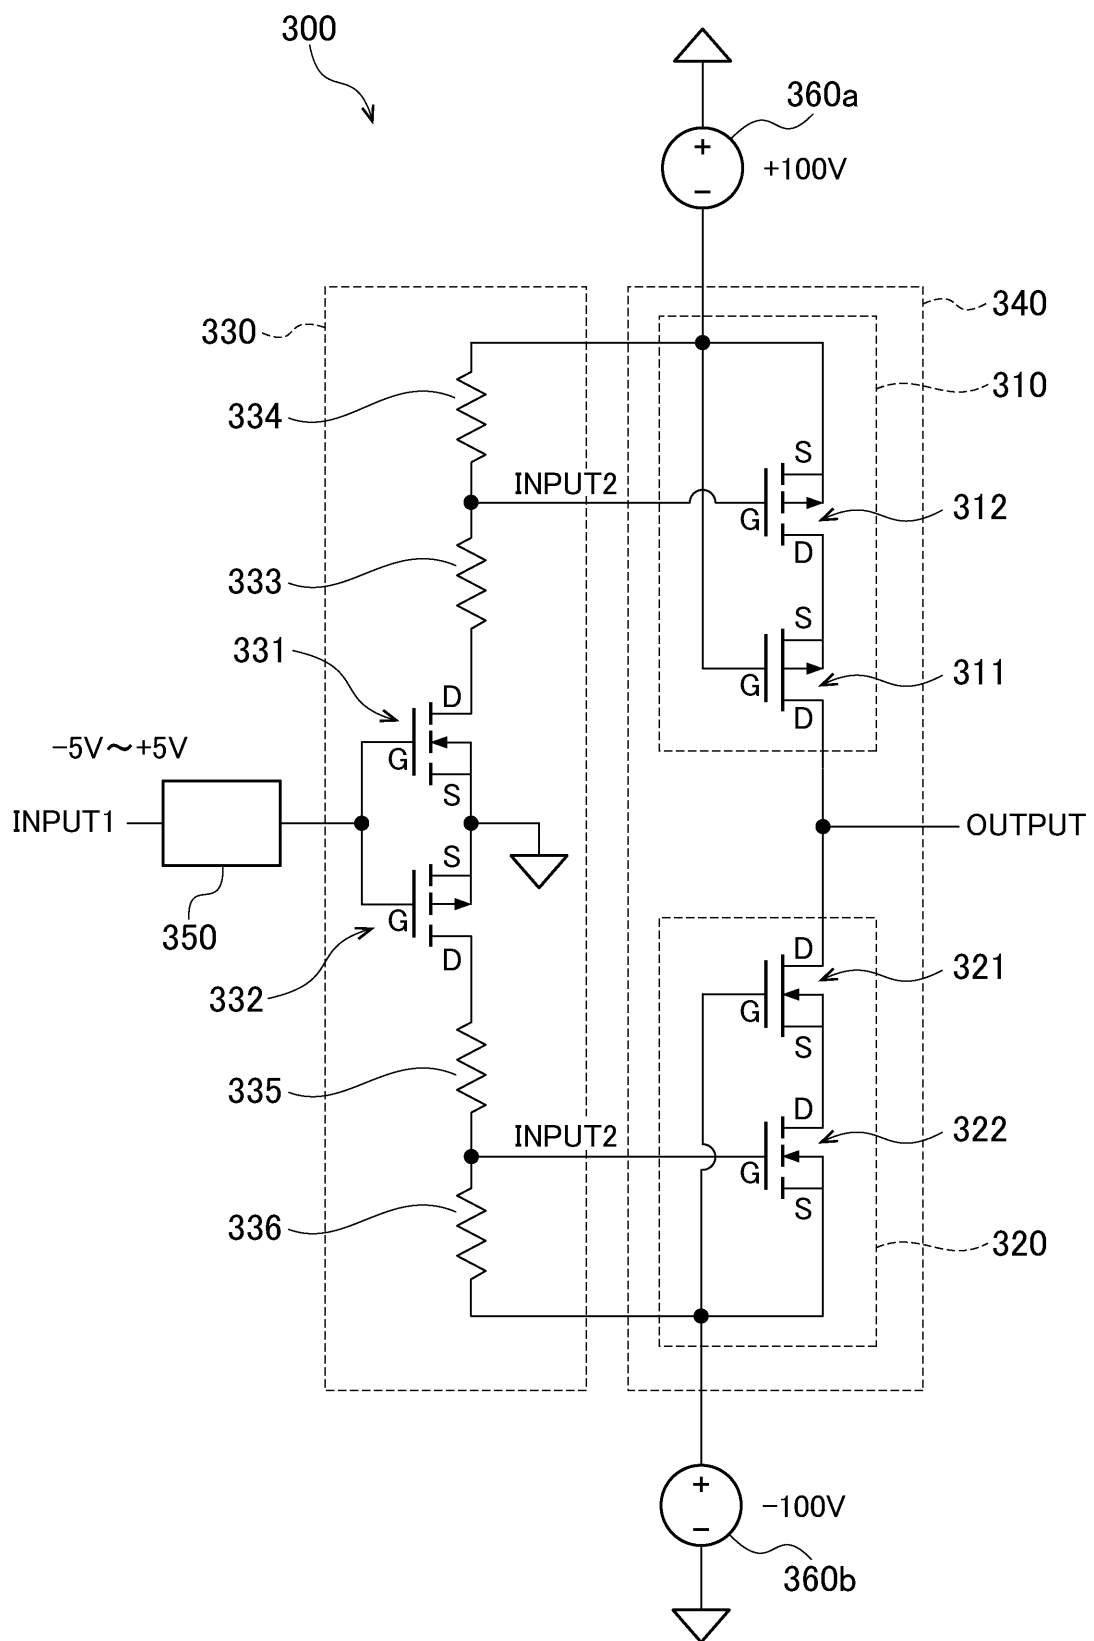 300
360a
+
−
+100V
330
340
310
334
S
INPUT2
G
312
D
333
S
331
D
G
311
D
−5V～+5V
G
S
INPUT1
OUTPUT
S
350
G
D
332
D
321
G
S
335
D
INPUT2
322
G
S
336
320
+
−
−100V
360b